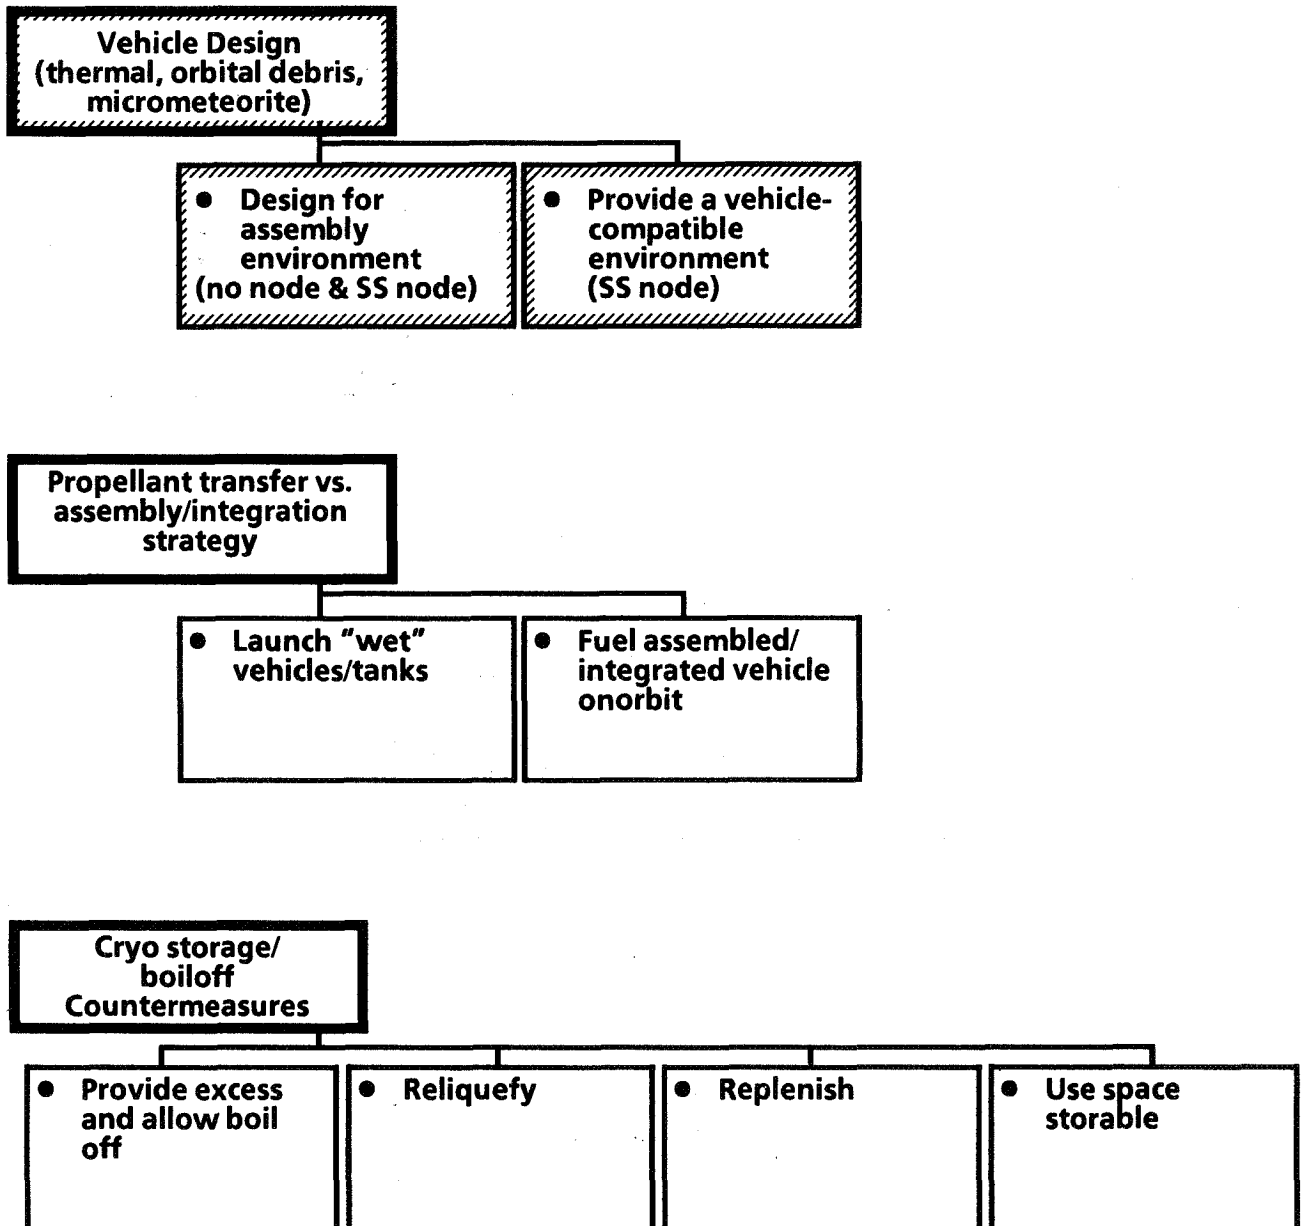 Vehicle Design
(thermal, orbital debris,
micrometeorite)
● Design for
assembly
environment
(no node & SS node)
● Provide a vehicle-
compatible
environment
(SS node)
Propellant transfer vs.
assembly/integration
strategy
● Launch "wet"
vehicles/tanks
● Fuel assembled/
integrated vehicle
onorbit
Cryo storage/
boiloff
Countermeasures
● Provide excess
and allow boil
off
● Reliquefy
● Replenish
● Use space
storable